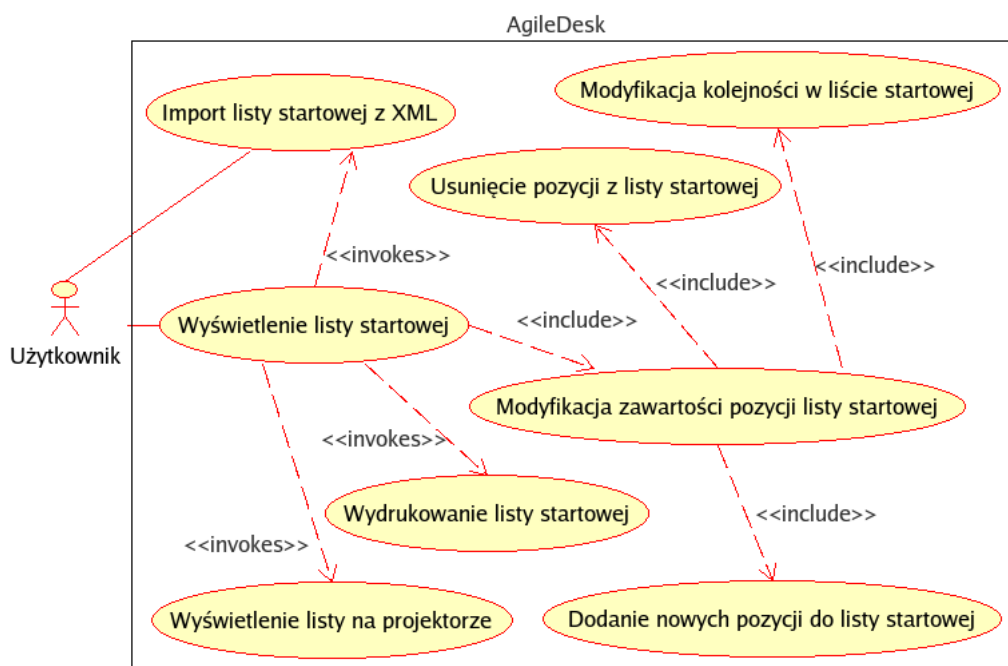 AgileDesk
Modyfikacja kolejności w liście startowej
Import listy startowej z XML
Usunięcie pozycji z listy startowej
<<invokes>>
<<include>>
<<include>>
Wyświetlenie listy startowej
<<include>>
Użytkownik
Modyfikacja zawartości pozycji listy startowej
<<invokes>>
Wydrukowanie listy startowej
<<include>>
<<invokes>>
Wyświetlenie listy na projektorze
Dodanie nowych pozycji do listy startowej